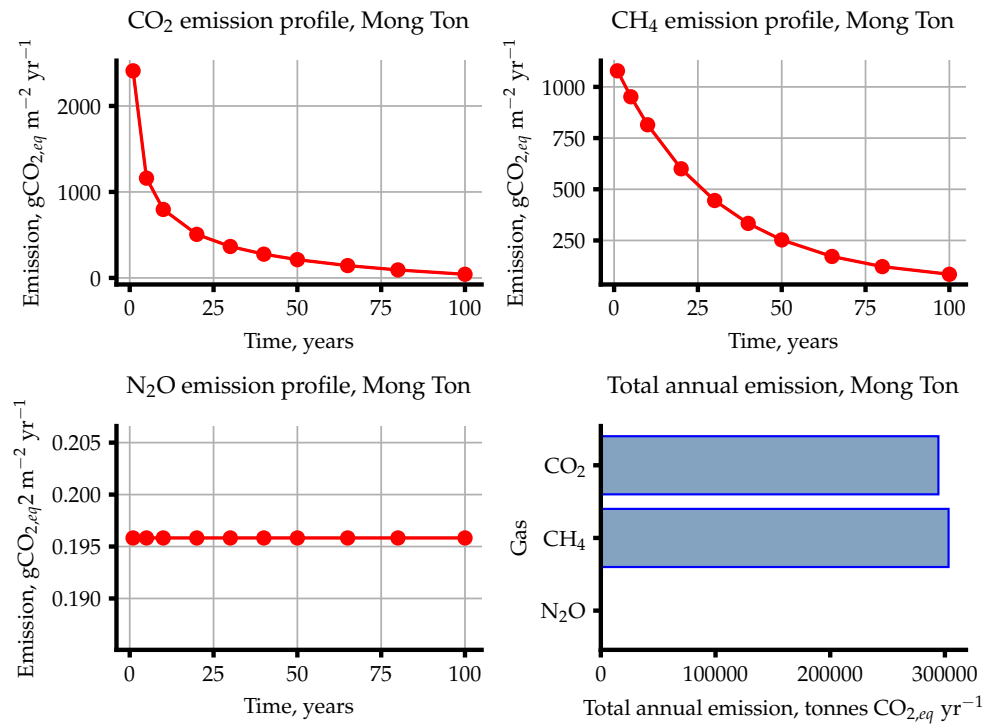 CO₂ emission profile, Mong Ton
Emission, gCO₂,eq m⁻² yr⁻¹
2000
1000
0
0
25
50
75
100
Time, years
CH₄ emission profile, Mong Ton
Emission, gCO₂,eq m⁻² yr⁻¹
1000
750
500
250
0
25
50
75
100
Time, years
N₂O emission profile, Mong Ton
Emission, gCO₂,eq2 m⁻² yr⁻¹
0.205
0.200
0.195
0.190
0
25
50
75
100
Time, years
Total annual emission, Mong Ton
Gas
CO₂
CH₄
N₂O
0
100000
200000
300000
Total annual emission, tonnes CO₂,eq yr⁻¹